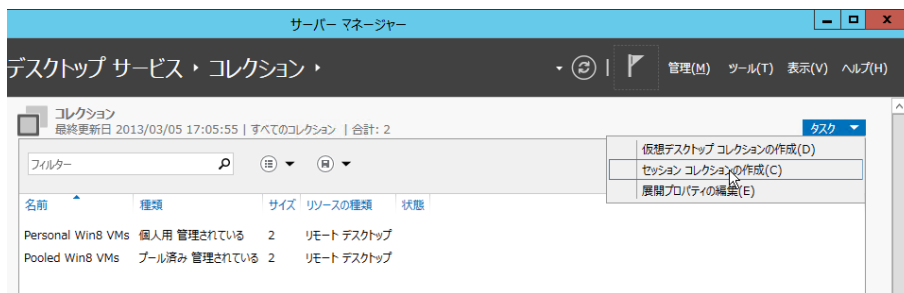 サーバー マネージャー
デスクトップ サービス ・ コレクション ・
管理(M) ツール(T) 表示(V) ヘルプ(H)
コレクション
最終更新日 2013/03/05 17:05:55 | すべてのコレクション | 合計: 2
タスク
仮想デスクトップ コレクションの作成(D)
セッション コレクションの作成(C)
展開プロパティの編集(E)
フィルター
名前 種類 サイズ リソースの種類 状態
Personal Win8 VMs 個人用 管理されている 2 リモート デスクトップ
Pooled Win8 VMs プール済み 管理されている 2 リモート デスクトップ